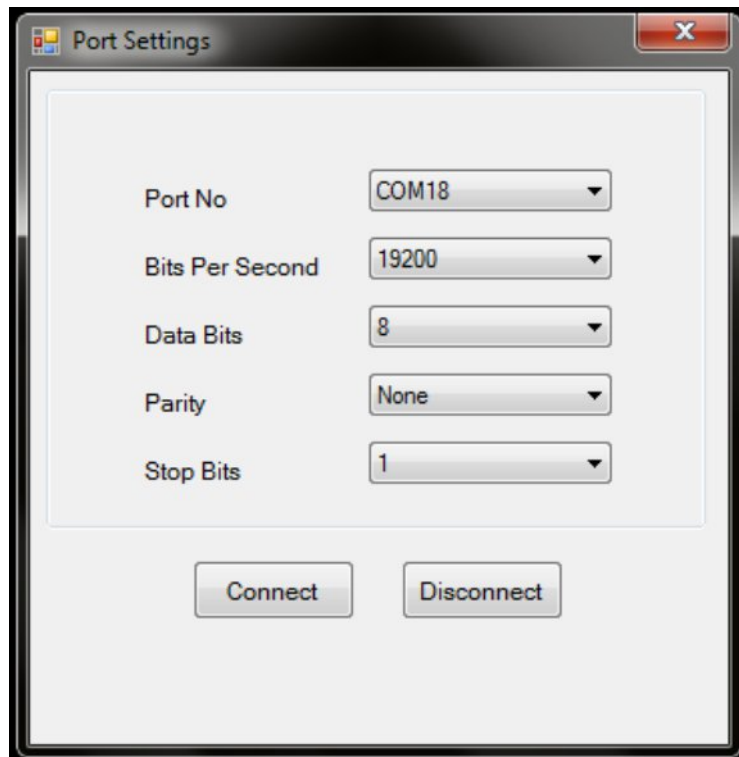 Port Settings
Port No COM18
Bits Per Second 19200
Data Bits 8
Parity None
Stop Bits 1
Connect Disconnect